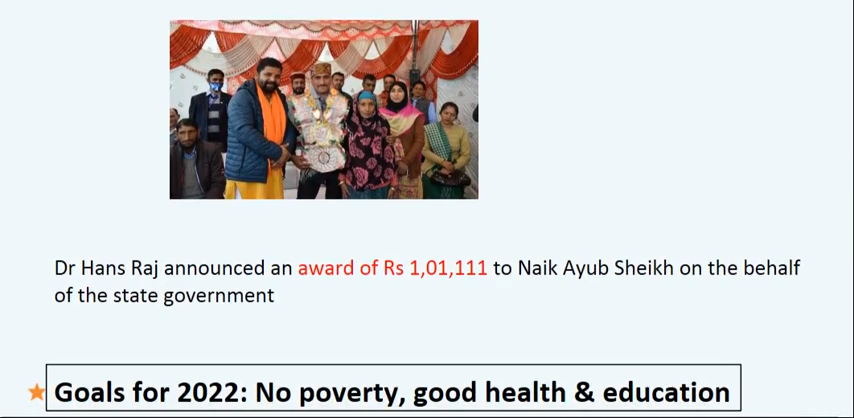 Dr Hans Raj announced an award of Rs 1,01,111 to Naik Ayub Sheikh on the behalf
of the state government
Goals for 2022: No poverty, good health & education